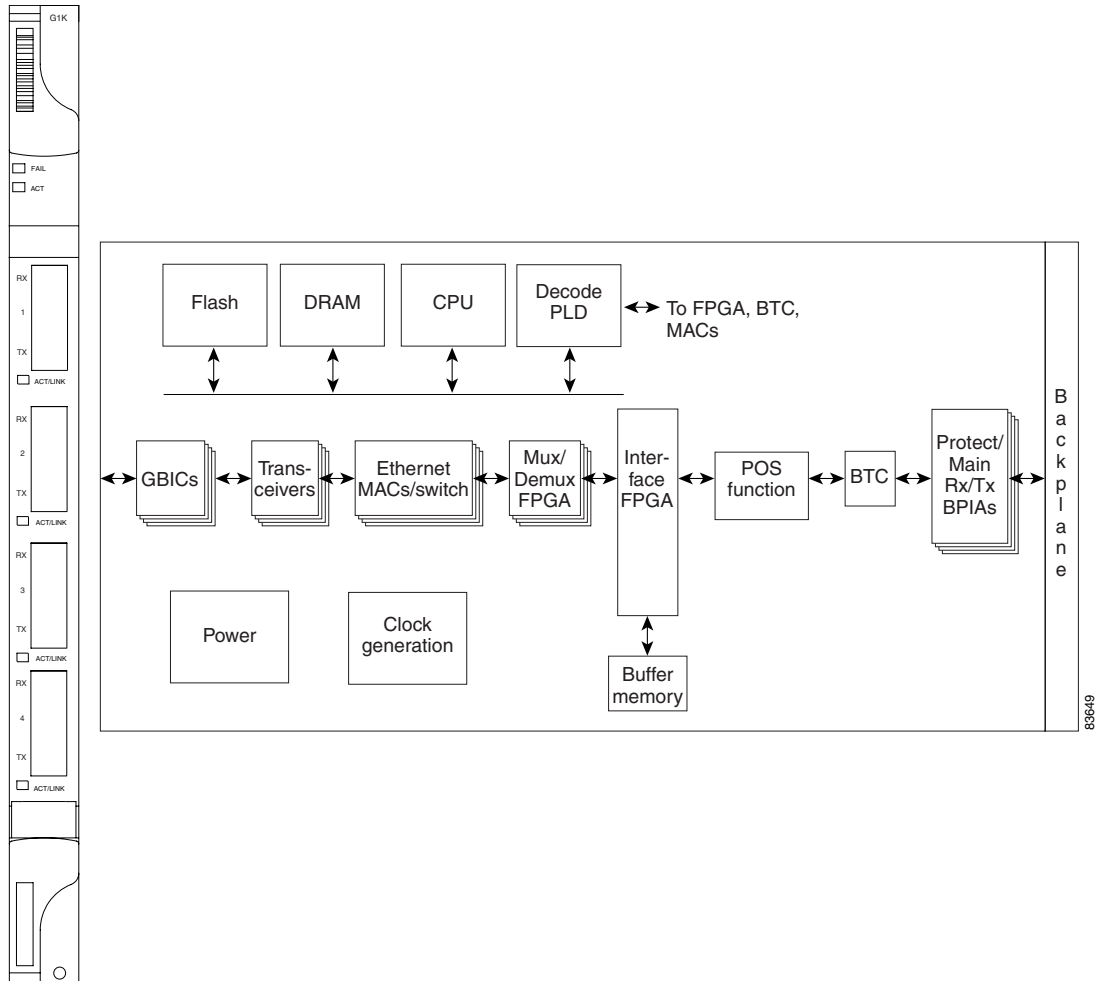 G1K
FAIL
ACT
RX
1
TX
ACT/LINK
RX
2
TX
ACT/LINK
RX
3
TX
ACT/LINK
RX
4
TX
ACT/LINK
Flash
DRAM
CPU
Decode
PLD
To FPGA, BTC,
MACs
GBICs
Trans-
ceivers
Ethernet
MACs/switch
Mux/
Demux
FPGA
Inter-
face
FPGA
POS
function
BTC
Protect/
Main
Rx/Tx
BPIAs
Power
Clock
generation
Buffer
memory
Backplane
83649